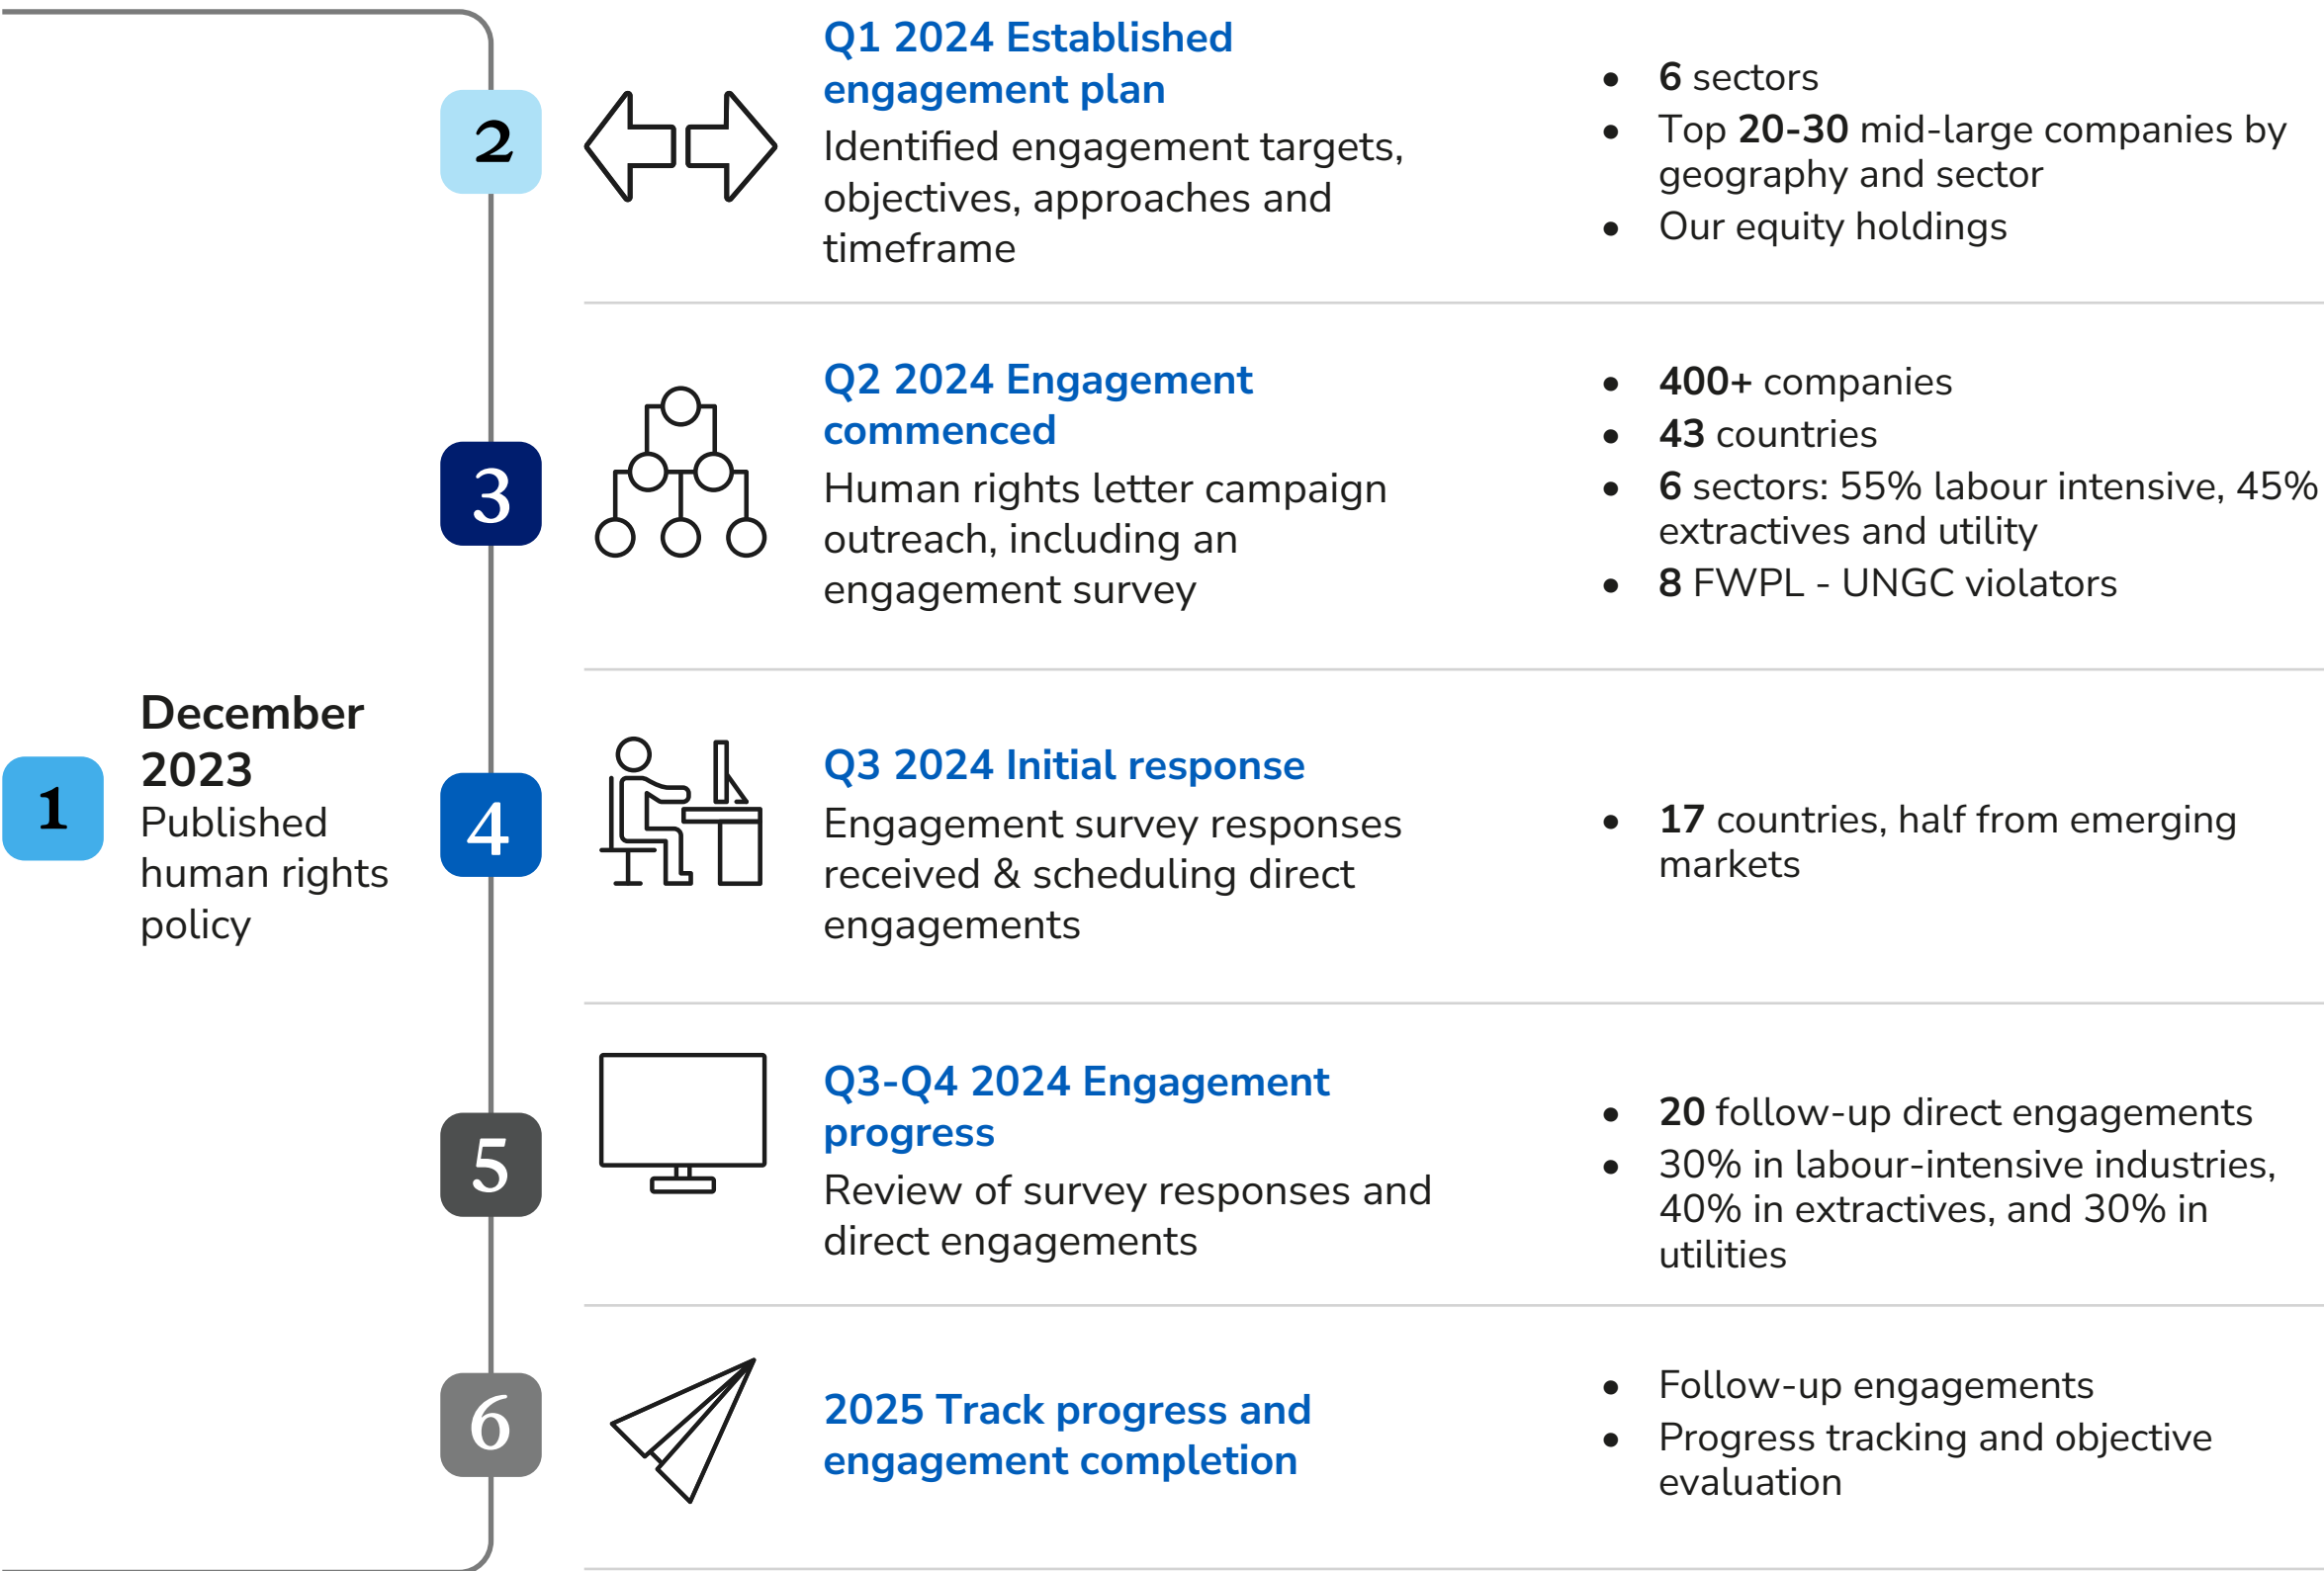 1
December
2023
Published
human rights
policy
2
Q1 2024 Established
engagement plan
Identified engagement targets,
objectives, approaches and
timeframe
• 6 sectors
• Top 20-30 mid-large companies by
geography and sector
• Our equity holdings
3
Q2 2024 Engagement
commenced
Human rights letter campaign
outreach, including an
engagement survey
• 400+ companies
• 43 countries
• 6 sectors: 55% labour intensive, 45%
extractives and utility
• 8 FWPL - UNGC violators
4
Q3 2024 Initial response
Engagement survey responses
received & scheduling direct
engagements
• 17 countries, half from emerging
markets
5
Q3-Q4 2024 Engagement
progress
Review of survey responses and
direct engagements
• 20 follow-up direct engagements
• 30% in labour-intensive industries,
40% in extractives, and 30% in
utilities
6
2025 Track progress and
engagement completion
• Follow-up engagements
• Progress tracking and objective
evaluation